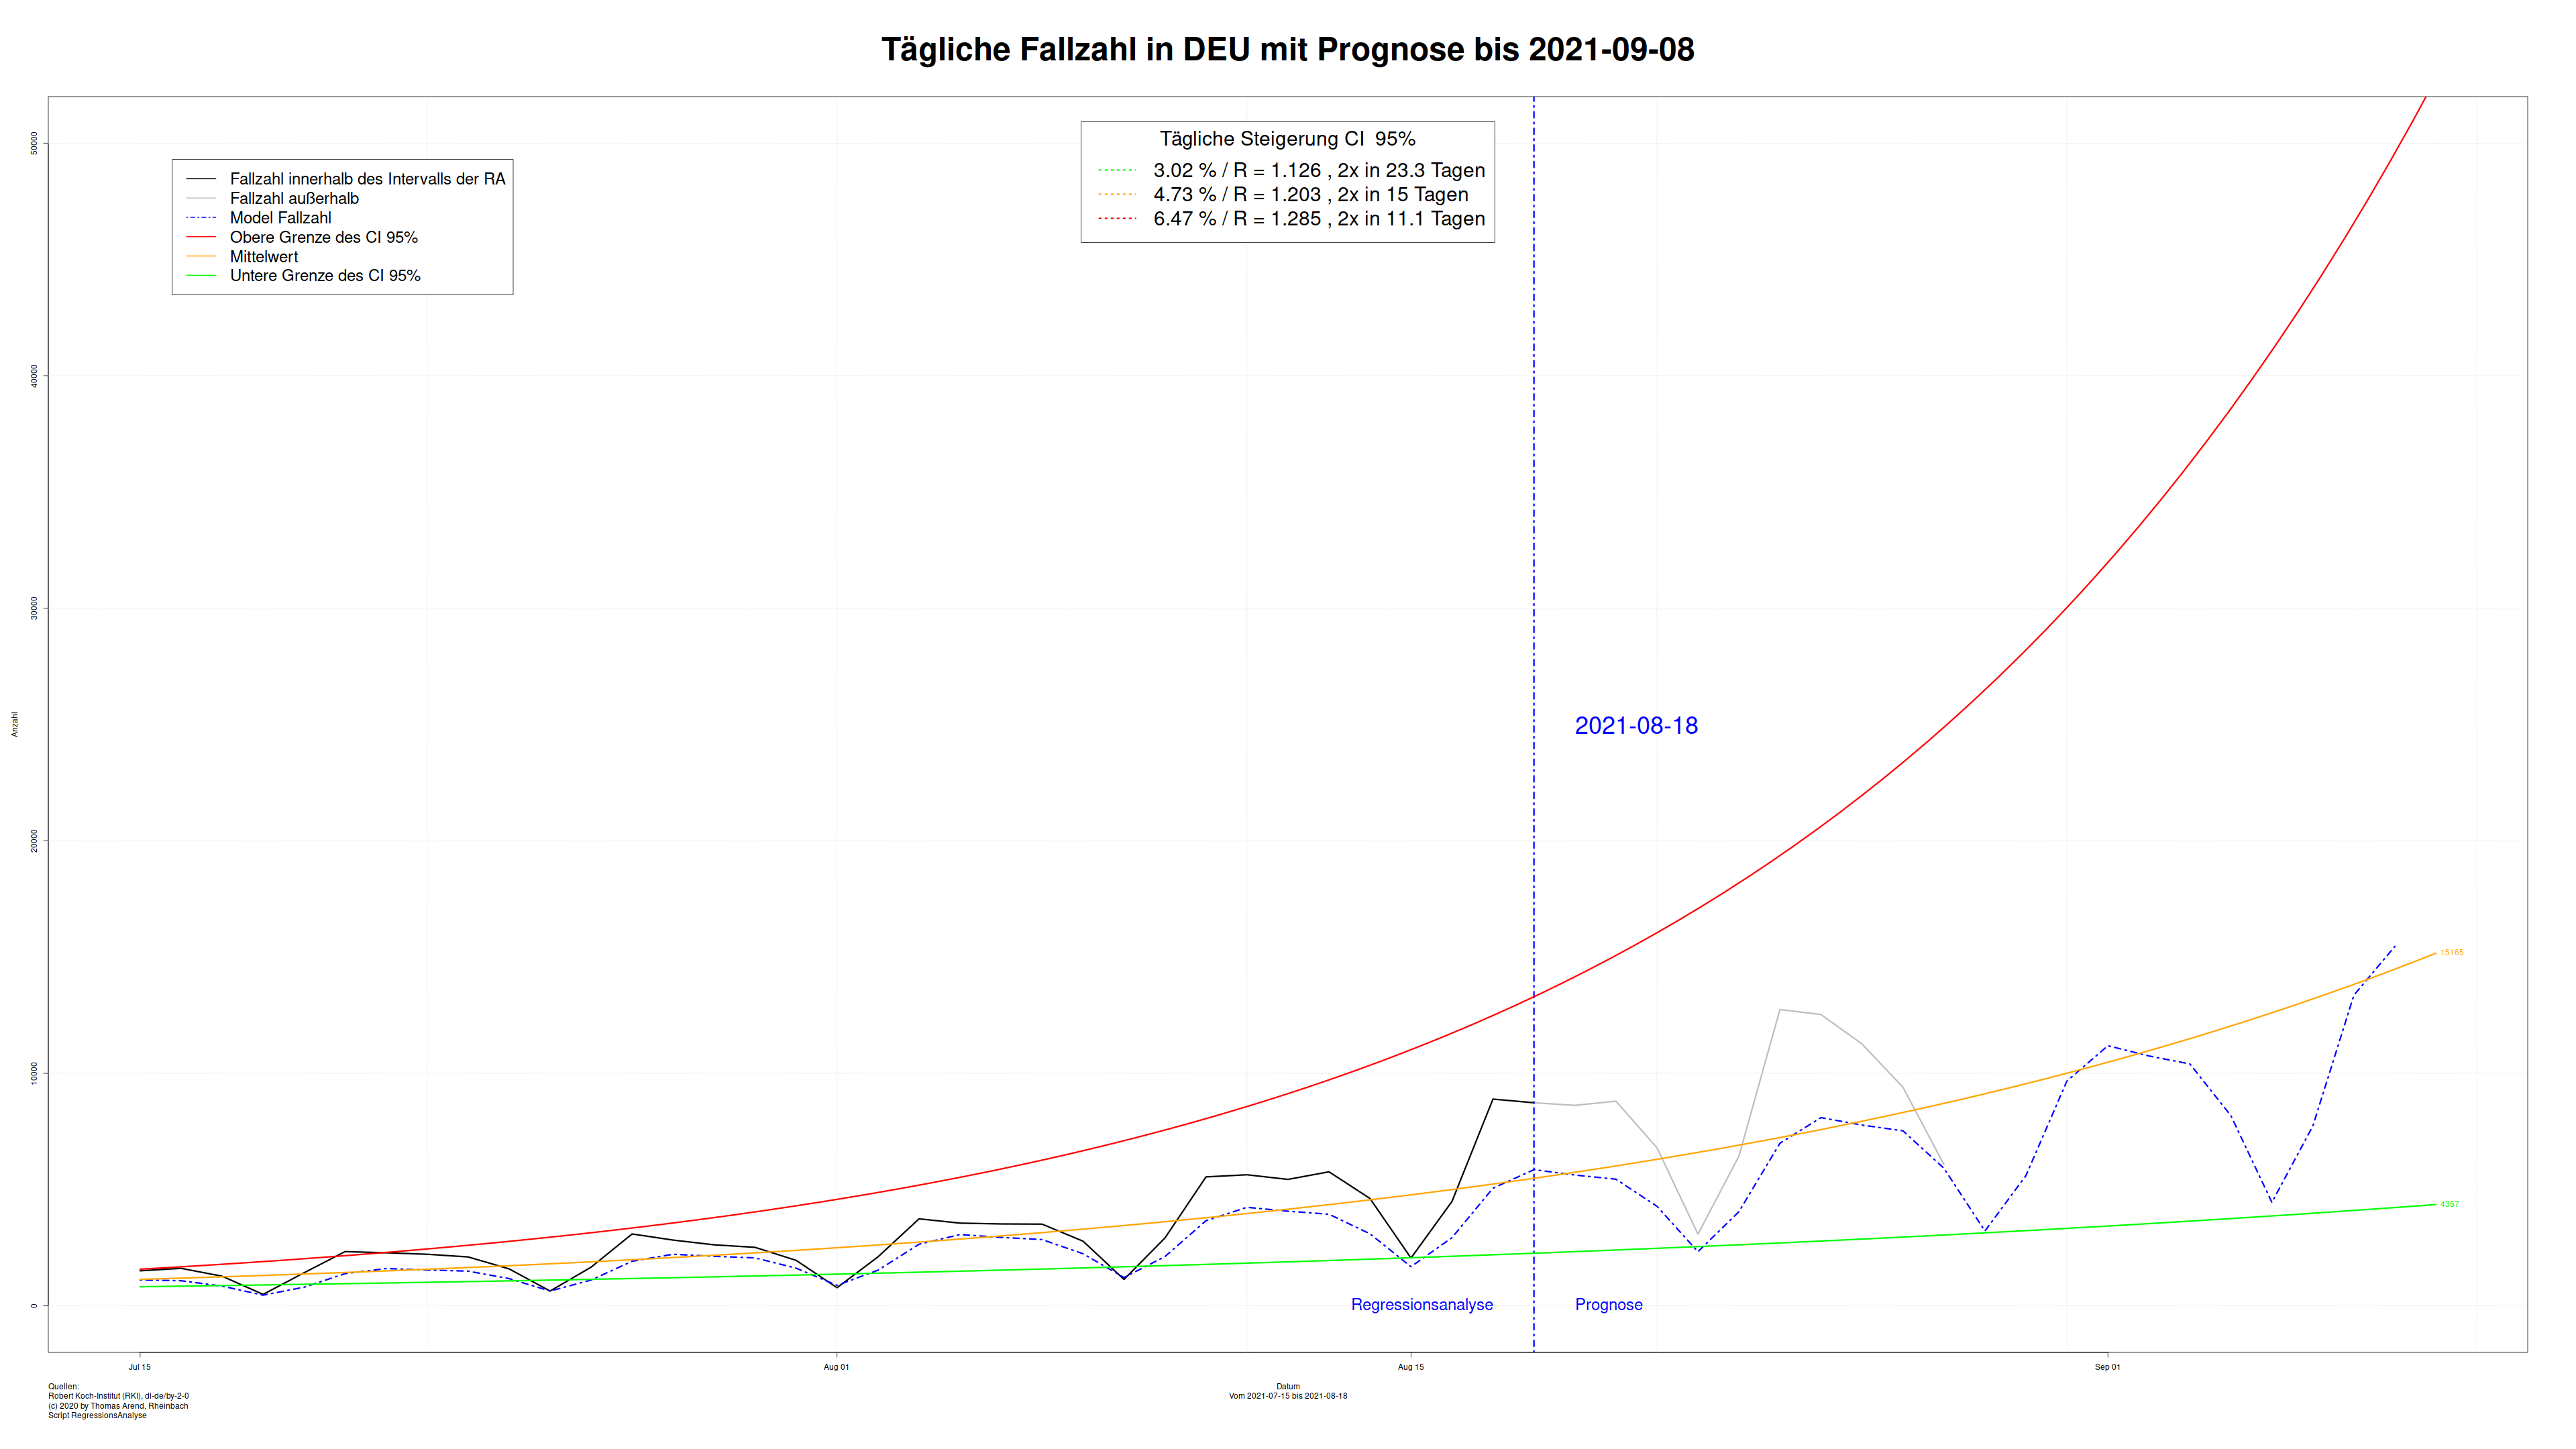 Tägliche Fallzahl in DEU mit Prognose bis 2021-09-08
Tägliche Steigerung CI  95%
3.02 % / R = 1.126 , 2x in 23.3 Tagen
4.73 % / R = 1.203 , 2x in 15 Tagen
6.47 % / R = 1.285 , 2x in 11.1 Tagen
Fallzahl innerhalb des Intervalls der RA
Fallzahl außerhalb
Model Fallzahl
Obere Grenze des CI 95%
Mittelwert
Untere Grenze des CI 95%
50000
40000
30000
20000
10000
0
Anzahl
2021-08-18
15165
4357
Regressionsanalyse
Prognose
Jul 15
Aug 01
Aug 15
Sep 01
Datum
Vom 2021-07-15 bis 2021-08-18
Quellen:
Robert Koch-Institut (RKI), dl-de/by-2-0
(c) 2020 by Thomas Arend, Rheinbach
Script RegressionsAnalyse